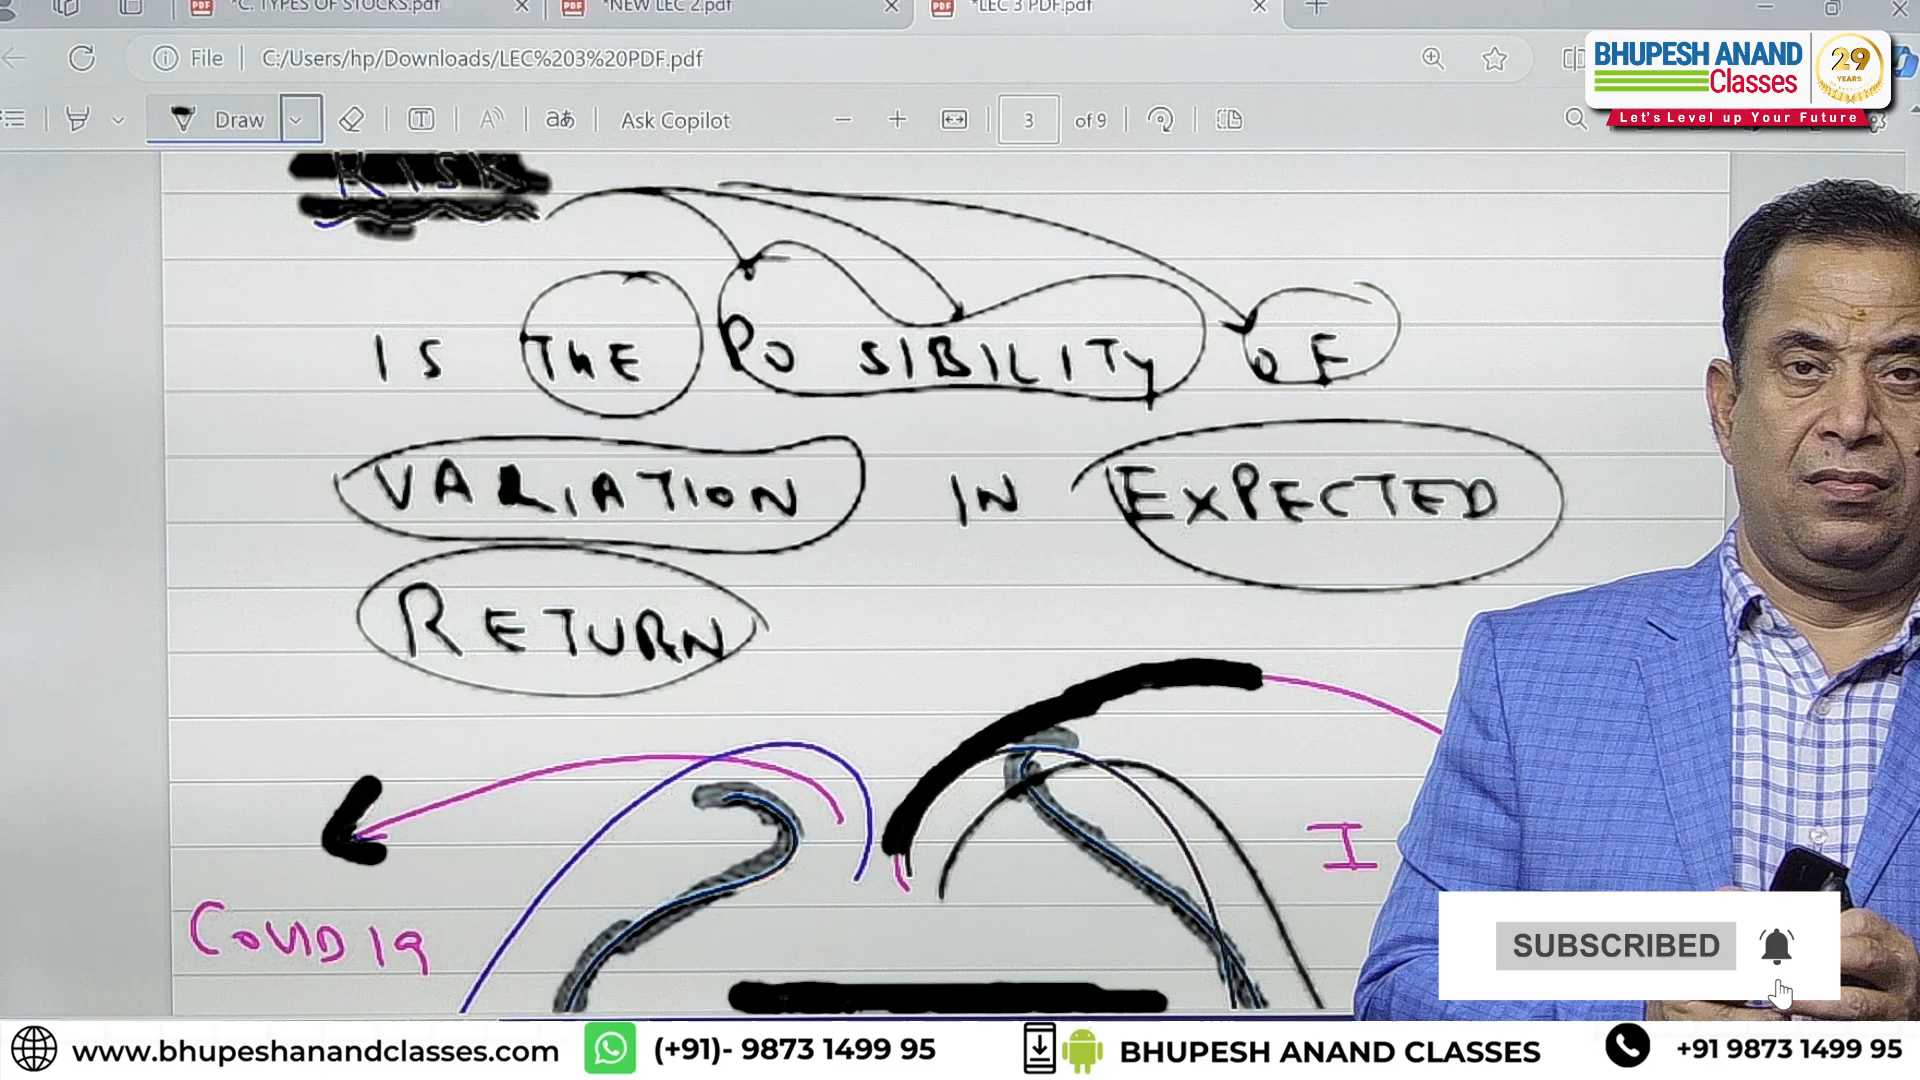 *C. TYPES OF STOCKS.pdf
*NEW LEC 2.pdf
*LEC 3 PDF.pdf
File C:/Users/hp/Downloads/LEC%203%20PDF.pdf
Draw
Ask Copilot
3 of 9
BHUPESH ANAND
Classes
29
YEARS
Let's Level up Your Future
RISK
IS THE POSIBILITY OF
VARIATION IN EXPECTED
RETURN
I
COVID 19
SUBSCRIBED
www.bhupeshanandclasses.com
(+91)- 9873 1499 95
BHUPESH ANAND CLASSES
+91 9873 1499 95